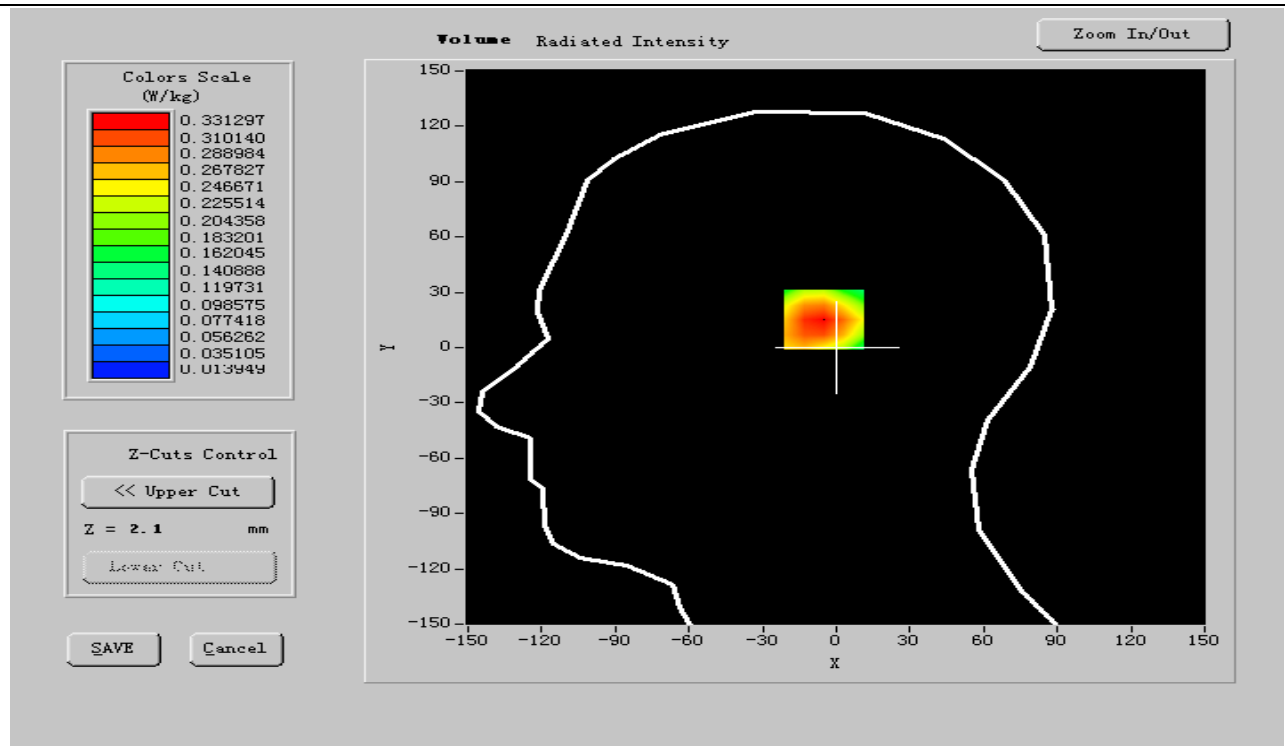 Volume Radiated Intensity
Zoom In/Out
Colors Scale
(W/kg)
0.331297
0.310140
0.288984
0.267827
0.246671
0.225514
0.204358
0.183201
0.162045
0.140888
0.119731
0.098575
0.077418
0.056262
0.035105
0.013949
Z-Cuts Control
<< Upper Cut
Z = 2.1 mm
Lower Cut
SAVE
Cancel
150
120
90
60
30
0
-30
-60
-90
-120
-150
Y
-150 -120 -90 -60 -30 0 30 60 90 120 150
X